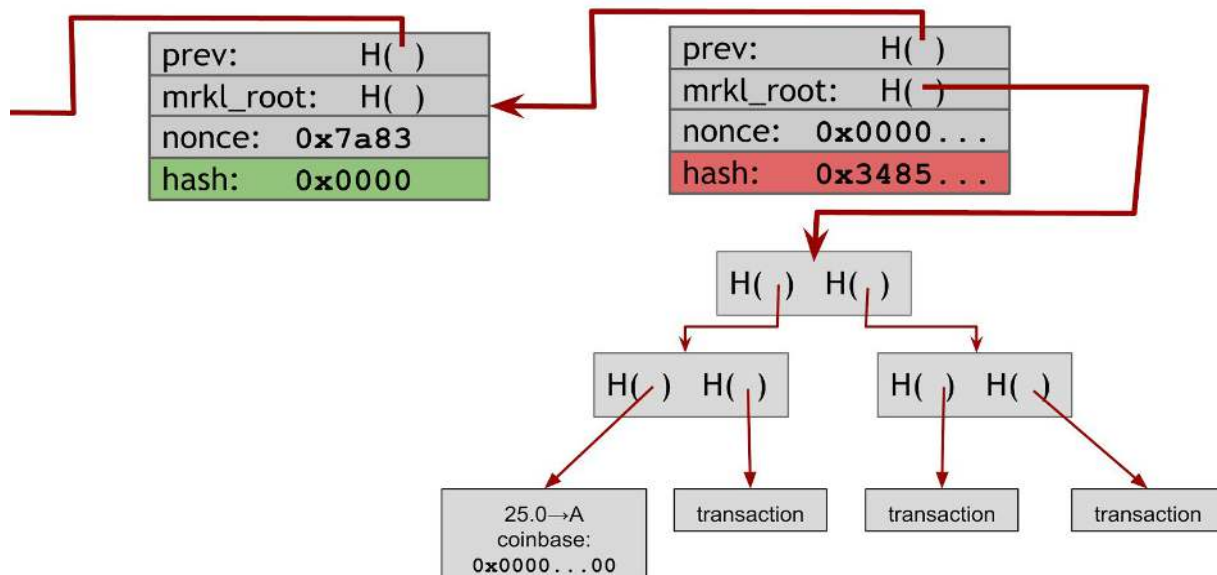 prev: H( )
mrkl_root: H( )
nonce: 0x7a83
hash: 0x0000
prev: H( )
mrkl_root: H( )
nonce: 0x0000...
hash: 0x3485...
H( ) H( )
H( ) H( )
H( ) H( )
25.0→A
coinbase:
0x0000...00
transaction
transaction
transaction